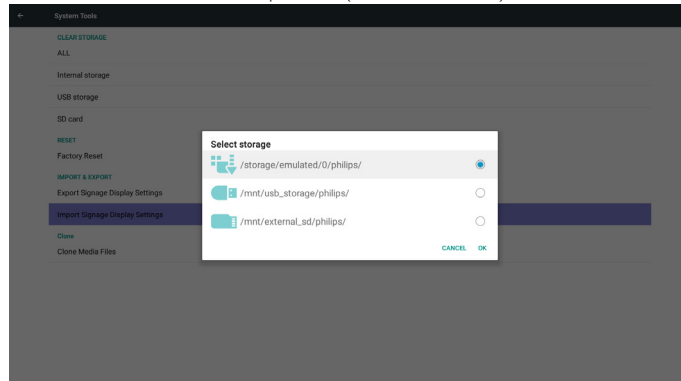 System Tools
CLEAR STORAGE
ALL
Internal storage
USB storage
SD card
RESET
Factory Reset
IMPORT & EXPORT
Export Signage Display Settings
Import Signage Display Settings
Clone
Clone Media Files
Select storage
/storage/emulated/0/philips/
/mnt/usb_storage/philips/
/mnt/external_sd/philips/
CANCEL OK